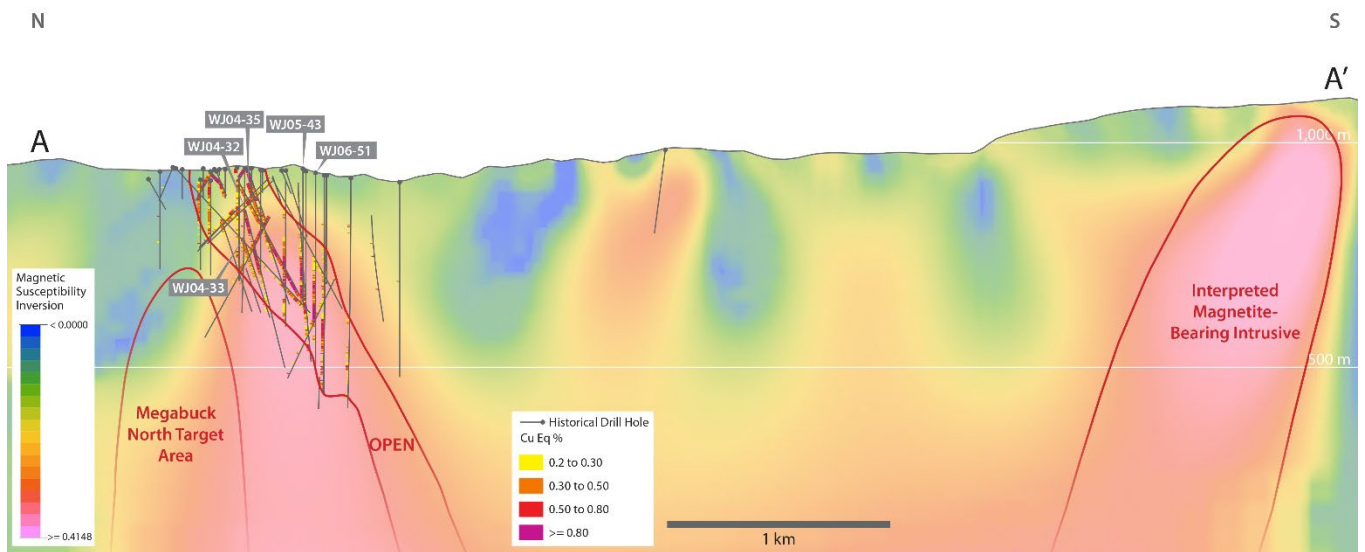 N
S
A
A'
WJ04-35
WJ05-43
WJ04-32
WJ06-51
1,000 m
WJ04-33
Magnetic
Susceptibility
Inversion
< 0.0000
>= 0.4148
Interpreted
Magnetite-
Bearing Intrusive
500 m
Megabuck
North Target
Area
OPEN
Historical Drill Hole
Cu Eq %
0.2 to 0.30
0.30 to 0.50
0.50 to 0.80
>= 0.80
1 km